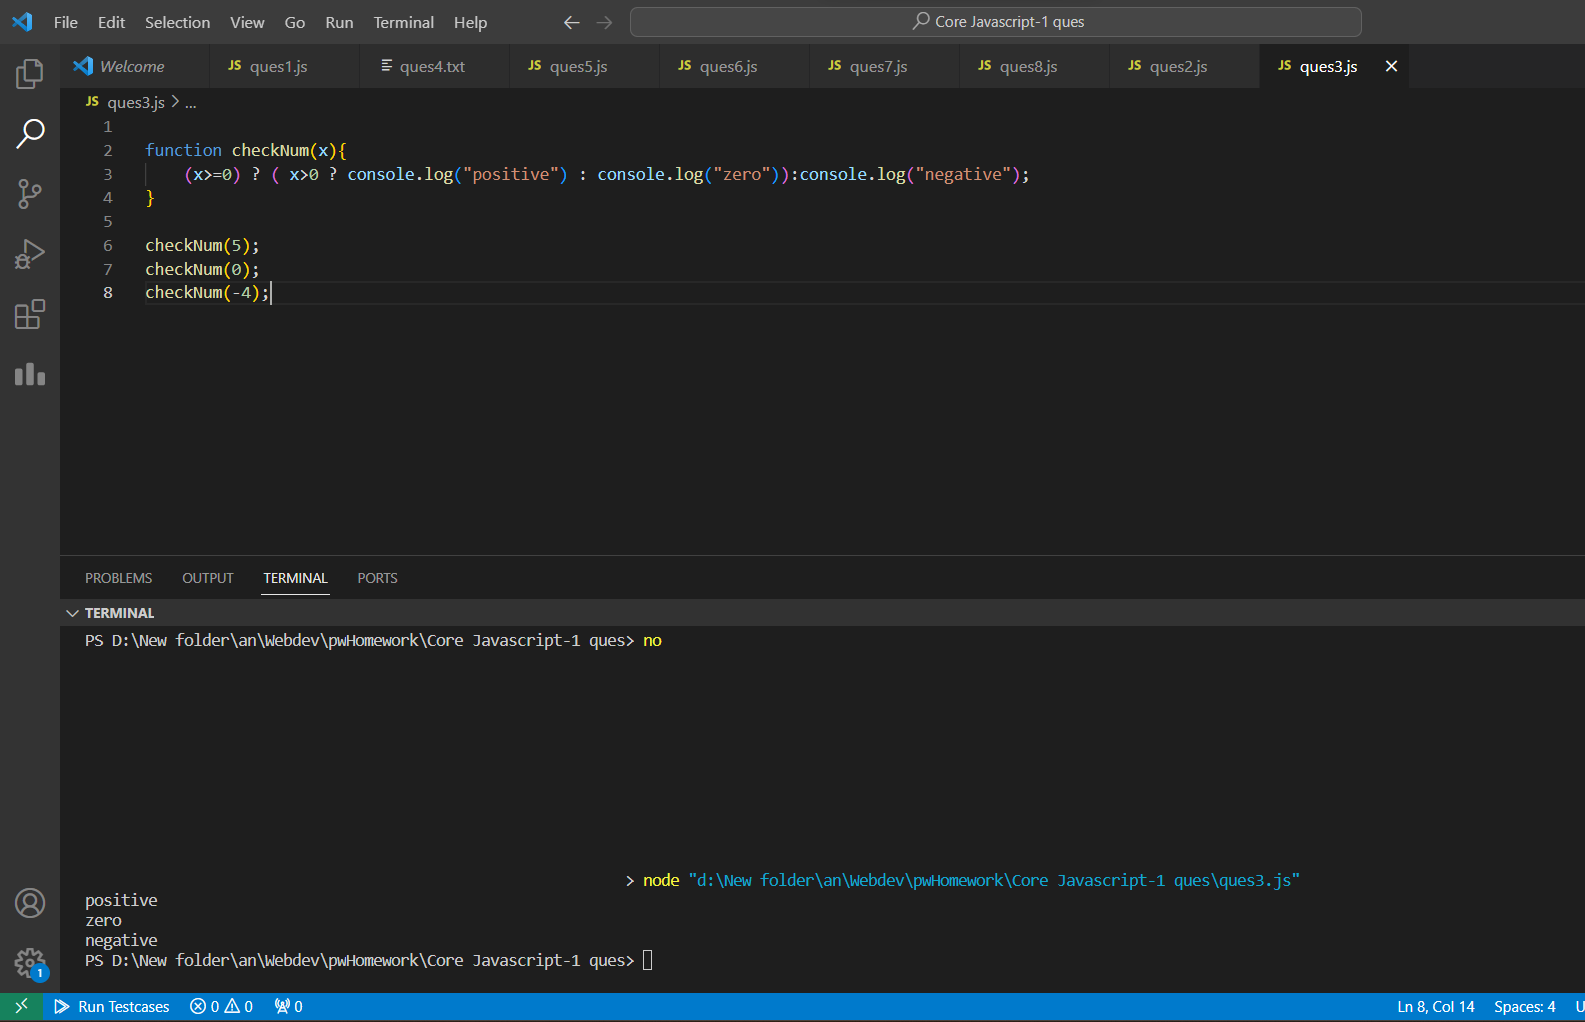 File Edit Selection View Go Run Terminal Help Core Javascript-1 ques
Welcome JS ques1.js ques4.txt JS ques5.js JS ques6.js JS ques7.js JS ques8.js JS ques2.js JS ques3.js
JS ques3.js > ...
1
2 function checkNum(x){
3 (x>=0) ? ( x>0 ? console.log("positive") : console.log("zero")):console.log("negative");
4 }
5
6 checkNum(5);
7 checkNum(0);
8 checkNum(-4);
PROBLEMS OUTPUT TERMINAL PORTS
TERMINAL
PS D:\New folder\an\Webdev\pwHomework\Core Javascript-1 ques> no
> node "d:\New folder\an\Webdev\pwHomework\Core Javascript-1 ques\ques3.js"
positive
zero
negative
PS D:\New folder\an\Webdev\pwHomework\Core Javascript-1 ques>
1
Run Testcases 0 0 0 Ln 8, Col 14 Spaces: 4 U